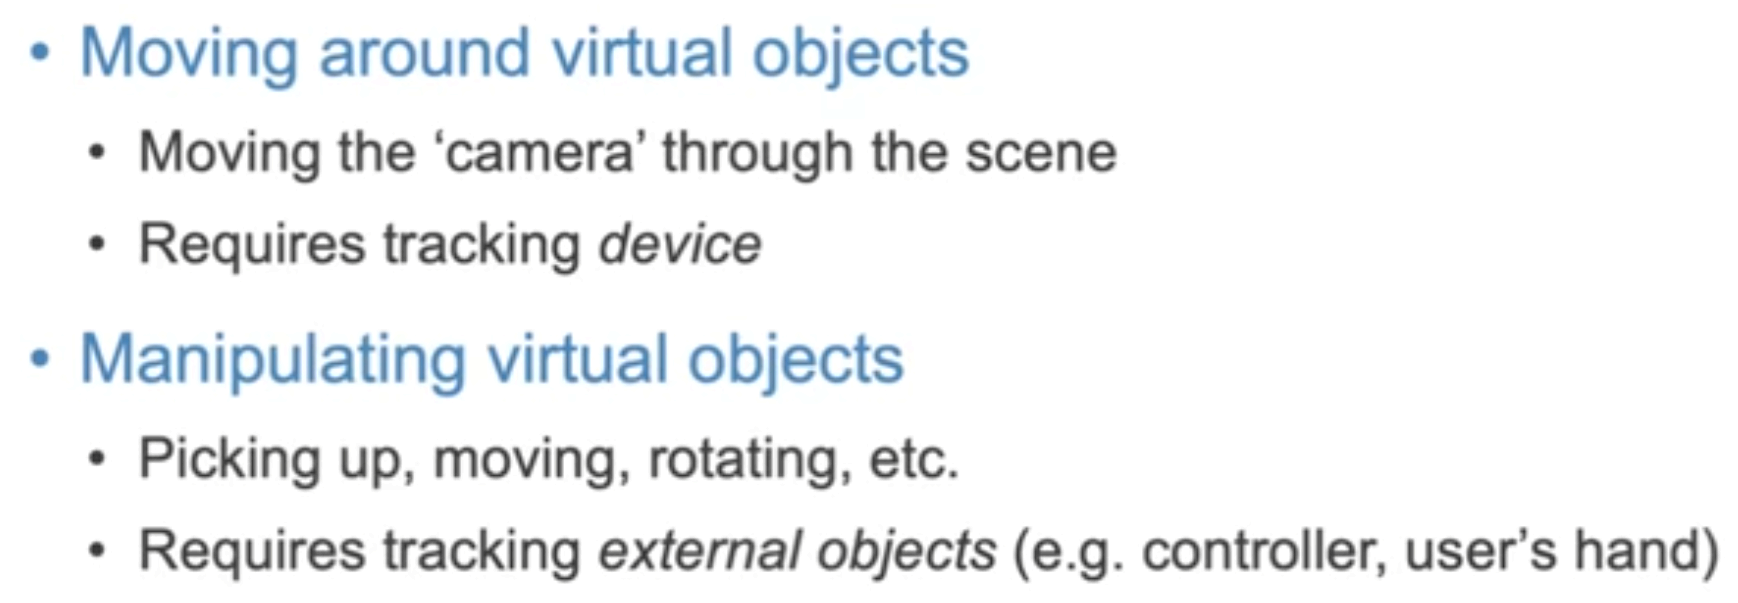 • Moving around virtual objects
• Moving the ‘camera’ through the scene
• Requires tracking device
• Manipulating virtual objects
• Picking up, moving, rotating, etc.
• Requires tracking external objects (e.g. controller, user’s hand)